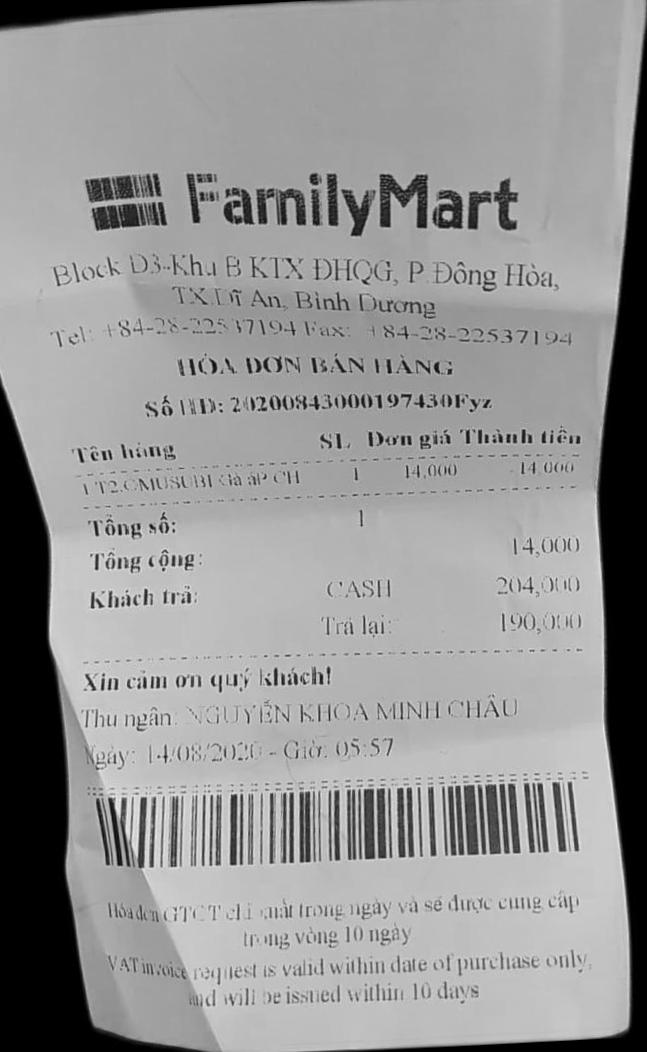 FamilyMart
Block D3-Khu B KTX ĐHQG, P.Đông Hòa,
TX.Dĩ An, Bình Dương
Tel: +84-28-22537194 Fax: +84-28-22537194
HÓA ĐƠN BÁN HÀNG
Số HD: 20200843000197430Fyz
Tên hàng SL Đơn giá Thành tiền
1 T2.OMUSUBI Gà áP CH 1 14,000 14,000
Tổng số: 1
Tổng cộng: 14,000
Khách trả: CASH 204,000
Trả lại: 190,000
Xin cảm ơn quý khách!
Thu ngân: NGUYỄN KHOA MINH CHÂU
Ngày: 14/08/2020 - Giờ: 05:57
Hóa đơn GTGT chỉ xuất trong ngày và sẽ được cung cấp
trong vòng 10 ngày
VAT invoice request is valid within date of purchase only,
and will be issued within 10 days